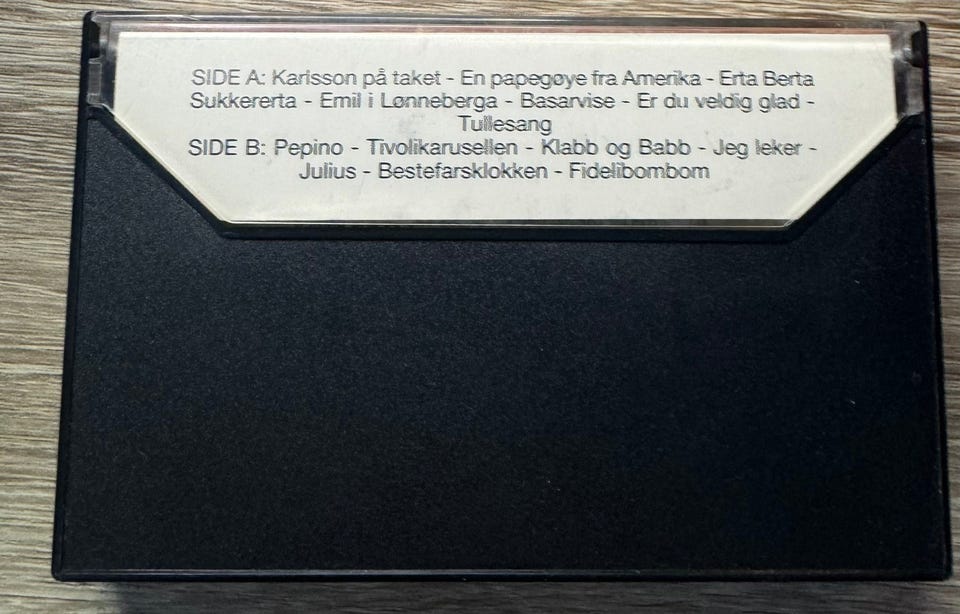 SIDE A: Karlsson på taket - En papegøye fra Amerika - Erta Berta
Sukkererta - Emil i Lønneberga - Basarvise - Er du veldig glad -
Tullesang
SIDE B: Pepino - Tivolikarusellen - Klabb og Babb - Jeg leker -
Julius - Bestefarsklokken - Fidelibombom